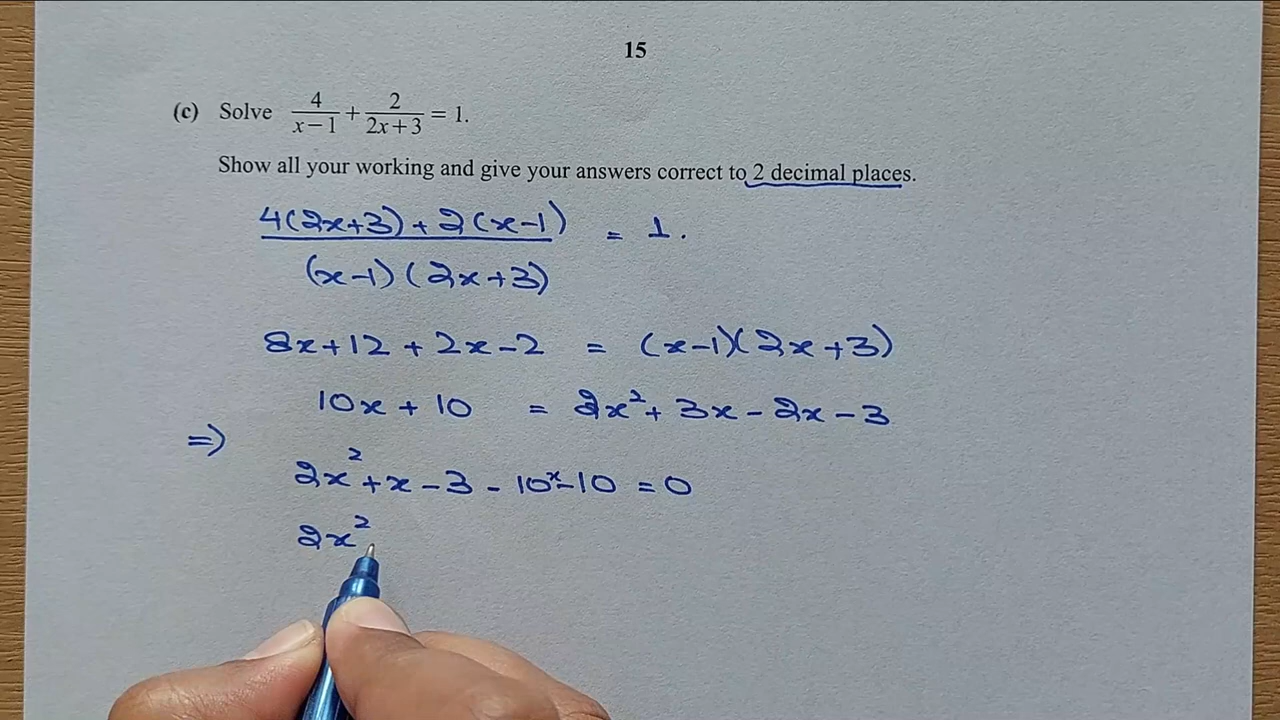 15
(c) Solve 4/(x−1) + 2/(2x+3) = 1.
Show all your working and give your answers correct to 2 decimal places.
4(2x+3) + 2(x−1) / (x−1)(2x+3) = 1.
8x+12 + 2x−2 = (x−1)(2x+3)
10x + 10 = 2x² + 3x − 2x − 3
⇒
2x² + x − 3 − 10x − 10 = 0
2x²